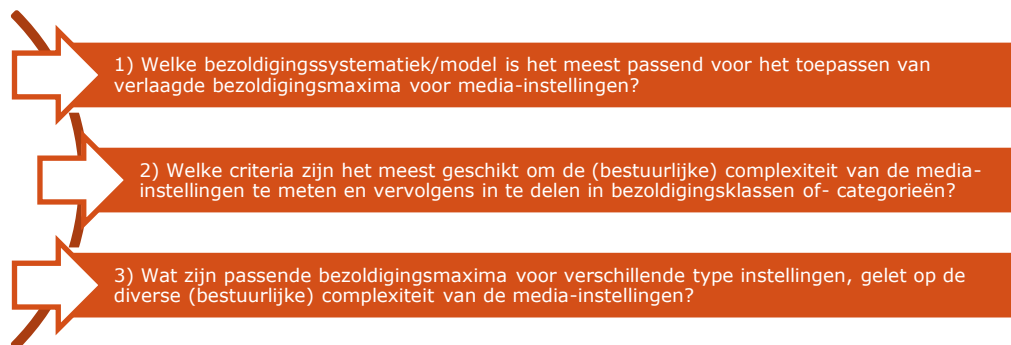 1) Welke bezoldigingssystematiek/model is het meest passend voor het toepassen van
verlaagde bezoldigingsmaxima voor media-instellingen?
2) Welke criteria zijn het meest geschikt om de (bestuurlijke) complexiteit van de media-
instellingen te meten en vervolgens in te delen in bezoldigingsklassen of- categorieën?
3) Wat zijn passende bezoldigingsmaxima voor verschillende type instellingen, gelet op de
diverse (bestuurlijke) complexiteit van de media-instellingen?